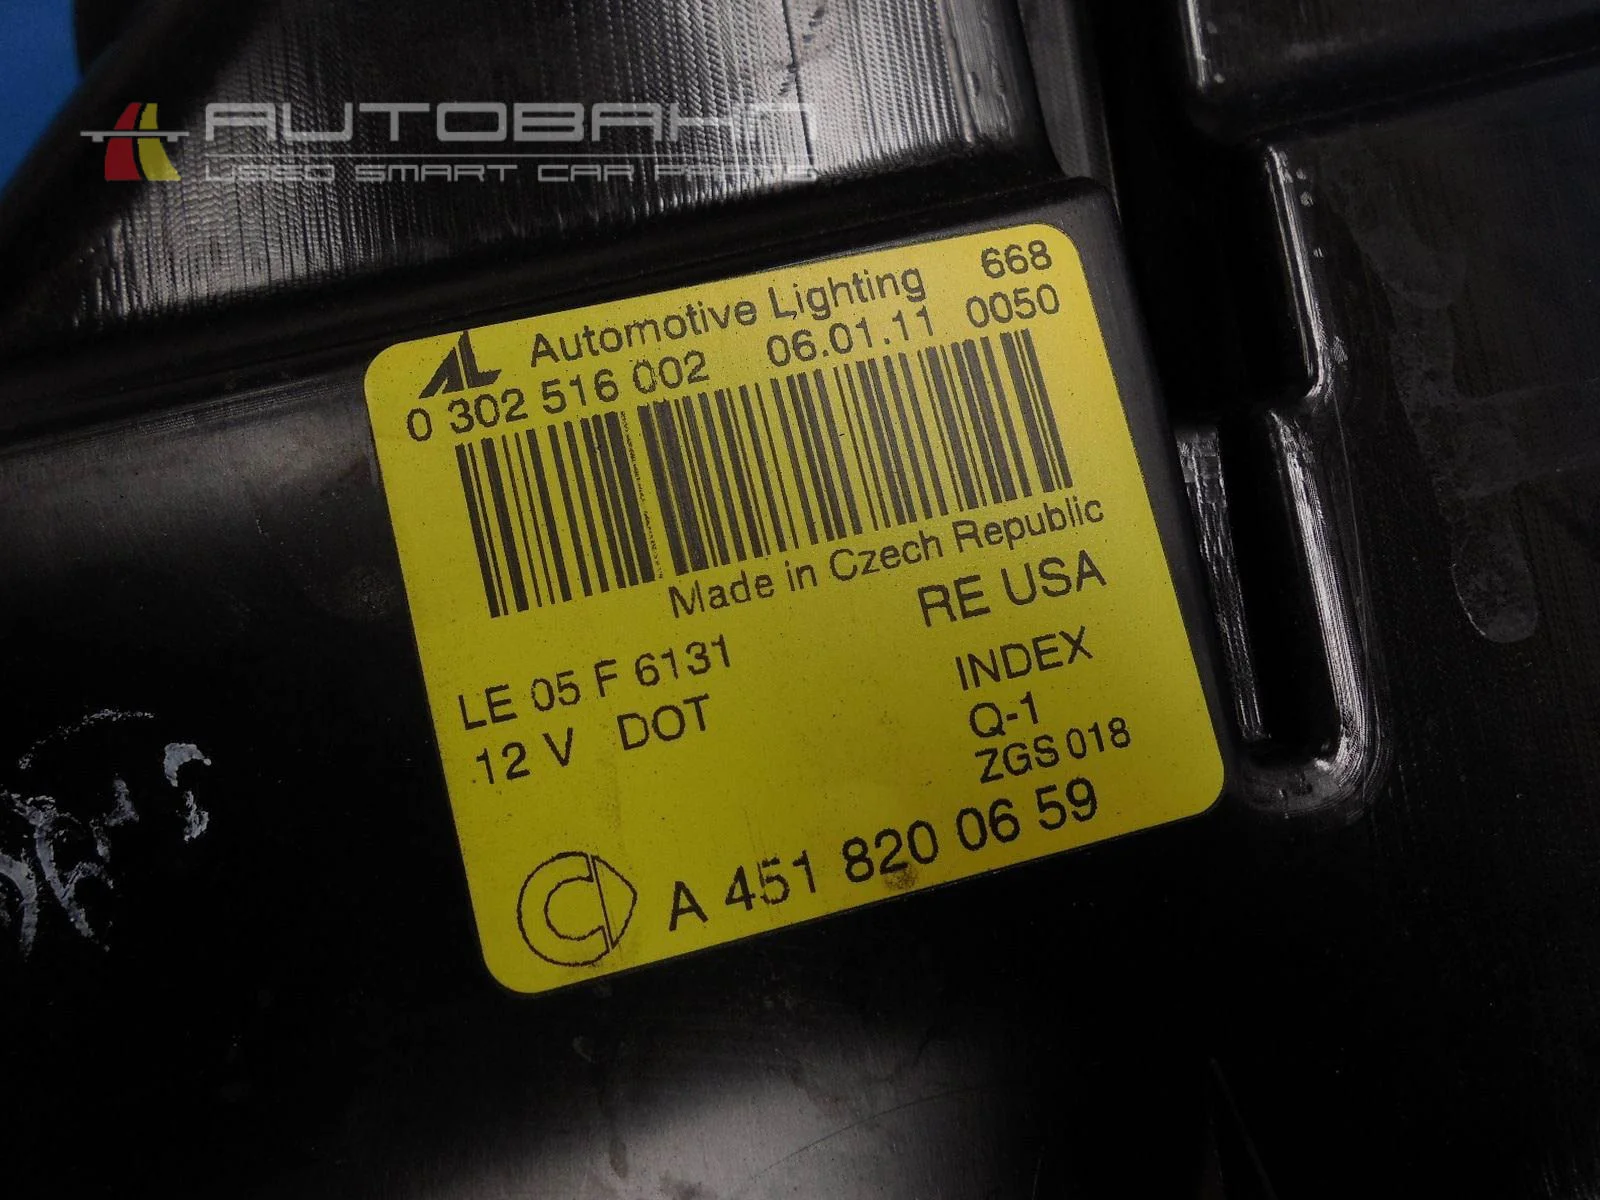 AUTOBAHN
USED SMART CAR PARTS
AL Automotive Lighting 668
0 302 516 002 06.01.11 0050
Made in Czech Republic
RE USA
LE 05 F 6131 INDEX
12 V DOT Q-1
ZGS 018
A 451 820 06 59